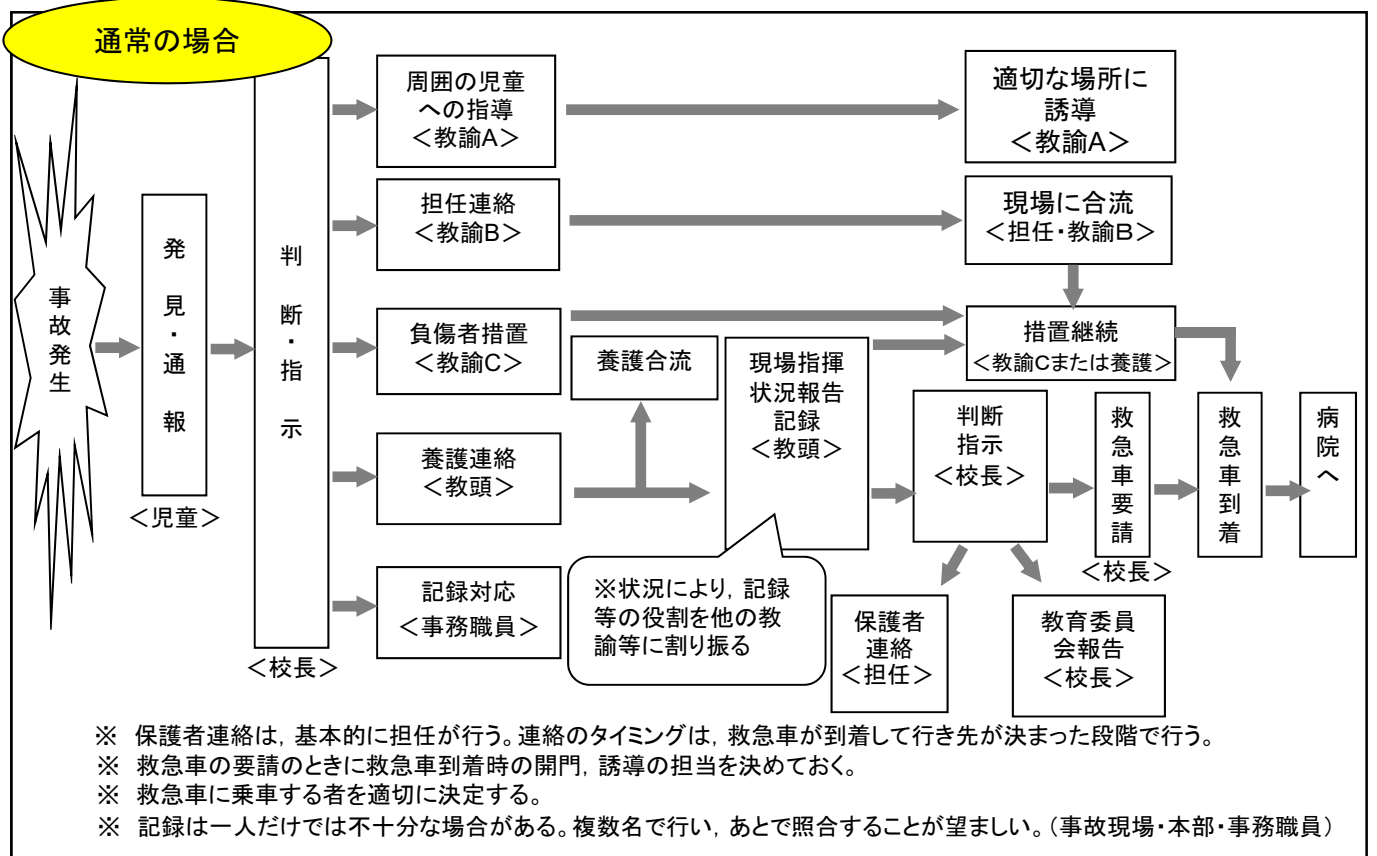 通常の場合
事故発生
発見・通報
＜児童＞
判断・指示
＜校長＞
周囲の児童
への指導
＜教諭A＞
適切な場所に
誘導
＜教諭A＞
担任連絡
＜教諭B＞
現場に合流
＜担任・教諭B＞
負傷者措置
＜教諭C＞
措置継続
＜教諭Cまたは養護＞
養護合流
養護連絡
＜教頭＞
現場指揮
状況報告
記録
＜教頭＞
判断
指示
＜校長＞
救急車要請
＜校長＞
救急車到着
病院へ
記録対応
＜事務職員＞
※状況により，記録
等の役割を他の教
諭等に割り振る
保護者
連絡
＜担任＞
教育委員
会報告
＜校長＞
※　保護者連絡は，基本的に担任が行う。連絡のタイミングは，救急車が到着して行き先が決まった段階で行う。
※　救急車の要請のときに救急車到着時の開門，誘導の担当を決めておく。
※　救急車に乗車する者を適切に決定する。
※　記録は一人だけでは不十分な場合がある。複数名で行い，あとで照合することが望ましい。（事故現場・本部・事務職員）